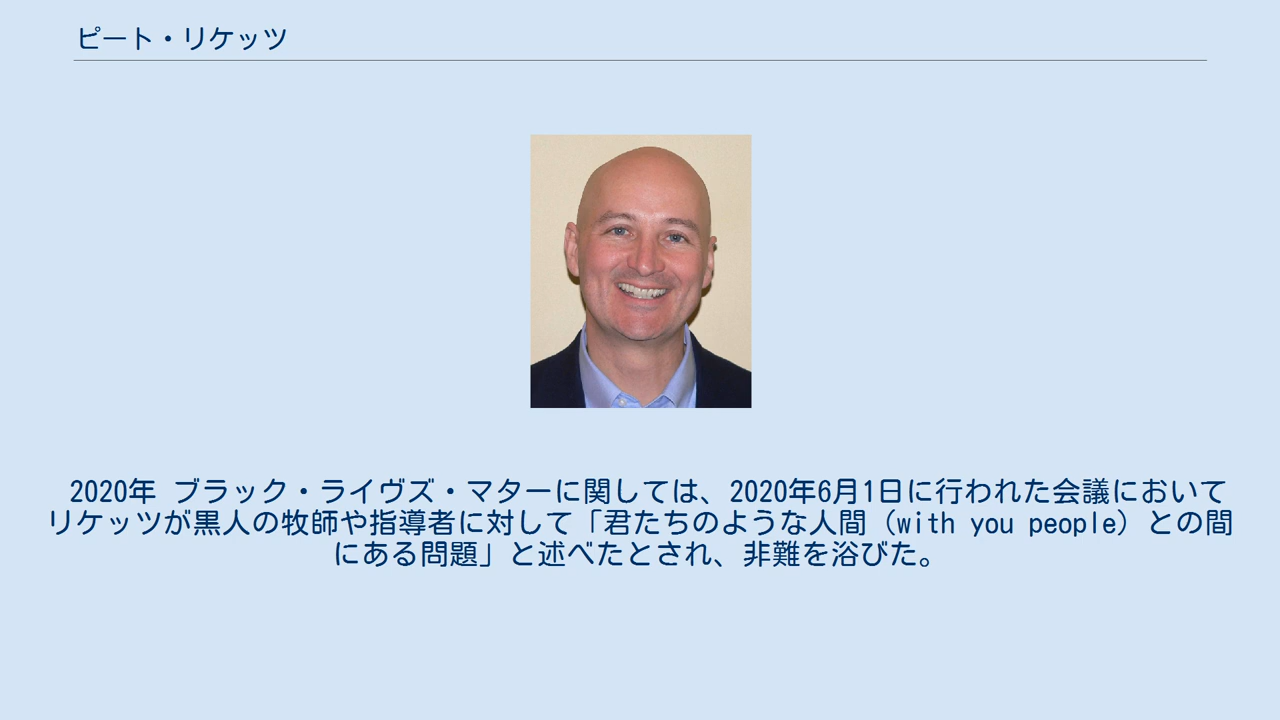 ピート・リケッツ
2020年 ブラック・ライヴズ・マターに関しては、2020年6月1日に行われた会議において
リケッツが黒人の牧師や指導者に対して「君たちのような人間（with you people）との間
にある問題」と述べたとされ、非難を浴びた。